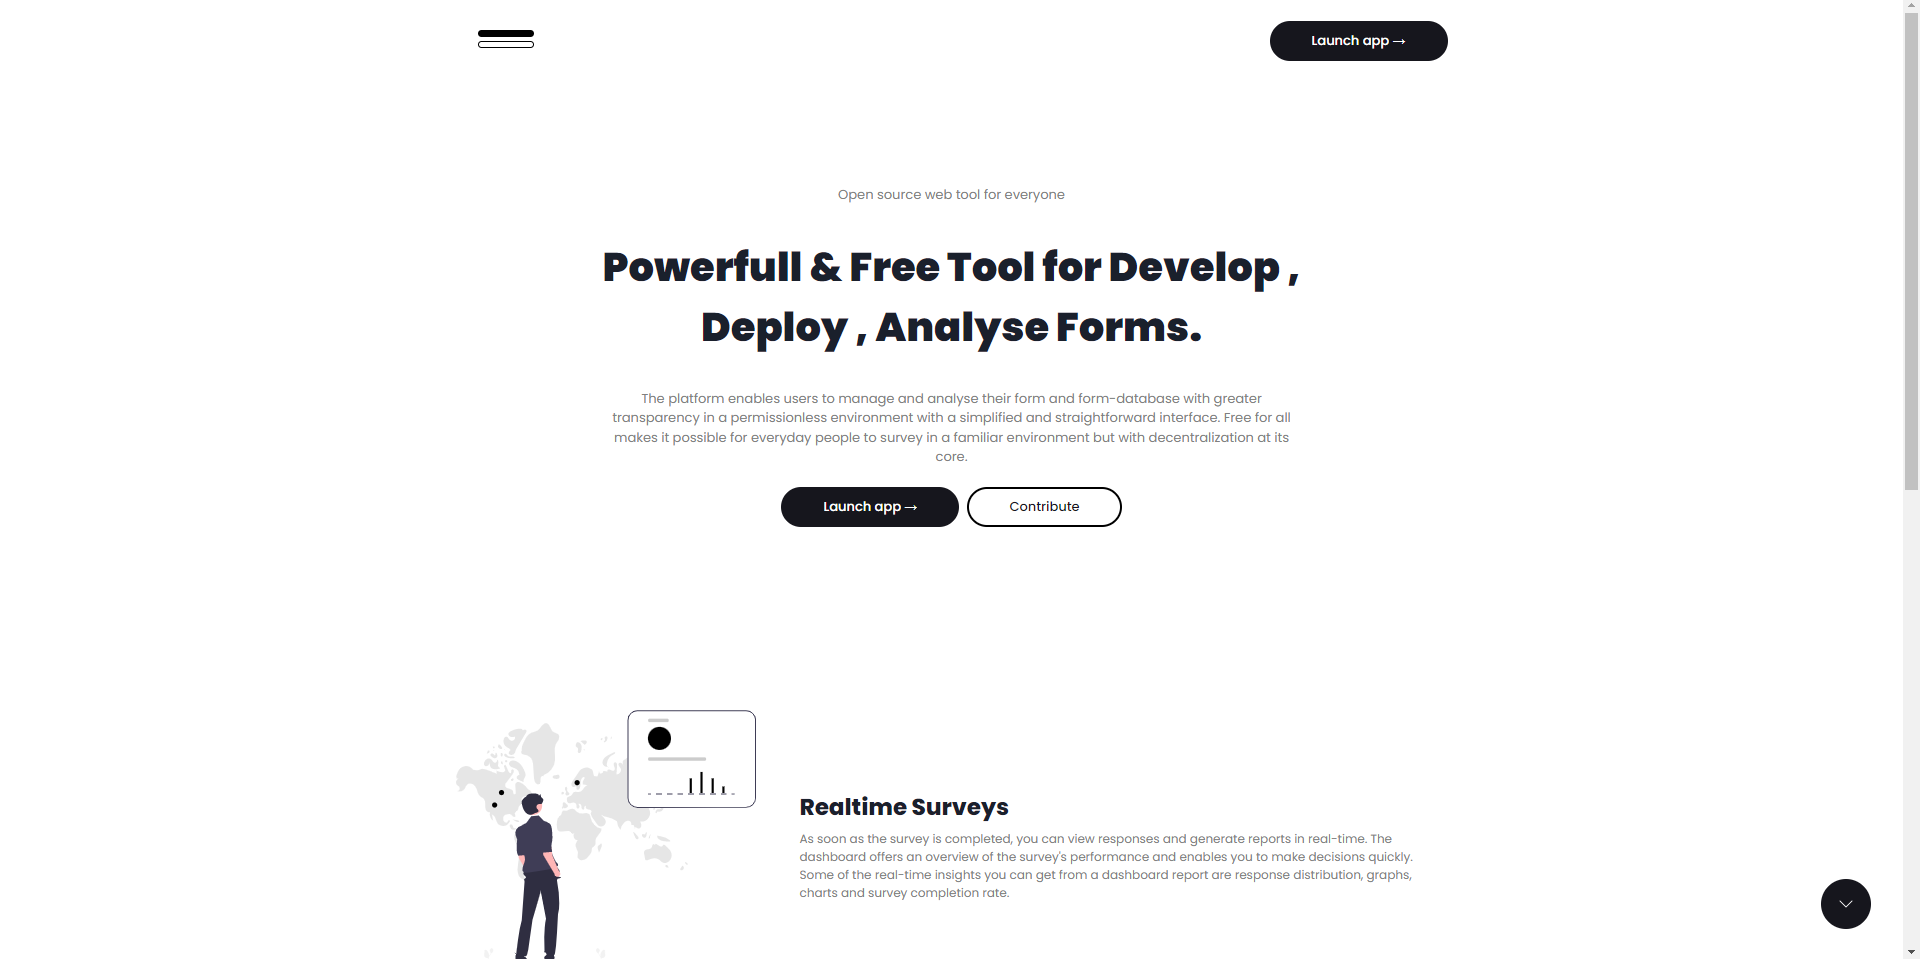 Launch app →
Open source web tool for everyone
Powerfull & Free Tool for Develop ,
Deploy , Analyse Forms.
The platform enables users to manage and analyse their form and form-database with greater
transparency in a permissionless environment with a simplified and straightforward interface. Free for all
makes it possible for everyday people to survey in a familiar environment but with decentralization at its
core.
Launch app →
Contribute
Realtime Surveys
As soon as the survey is completed, you can view responses and generate reports in real-time. The
dashboard offers an overview of the survey's performance and enables you to make decisions quickly.
Some of the real-time insights you can get from a dashboard report are response distribution, graphs,
charts and survey completion rate.